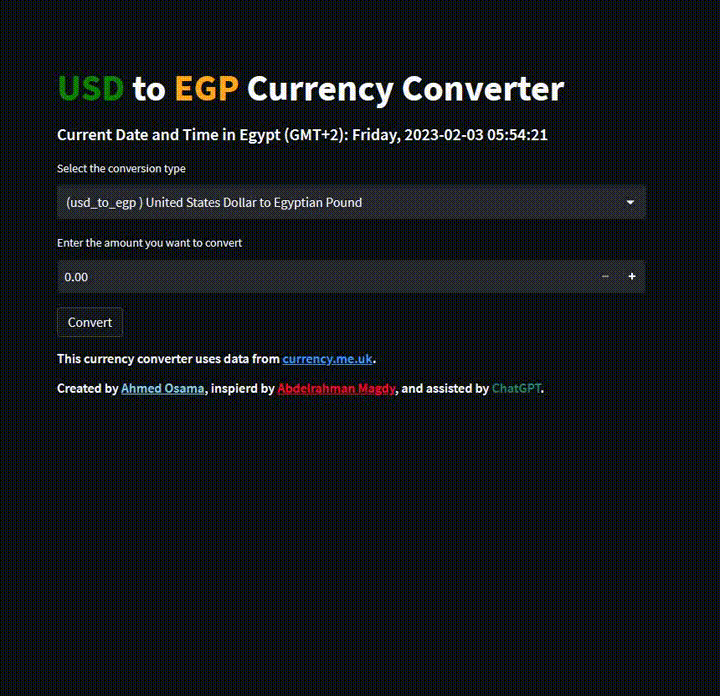 USD to EGP Currency Converter
Current Date and Time in Egypt (GMT+2): Friday, 2023-02-03 05:54:21
Select the conversion type
(usd_to_egp ) United States Dollar to Egyptian Pound
Enter the amount you want to convert
0.00 − +
Convert
This currency converter uses data from currency.me.uk.
Created by Ahmed Osama, inspierd by Abdelrahman Magdy, and assisted by ChatGPT.